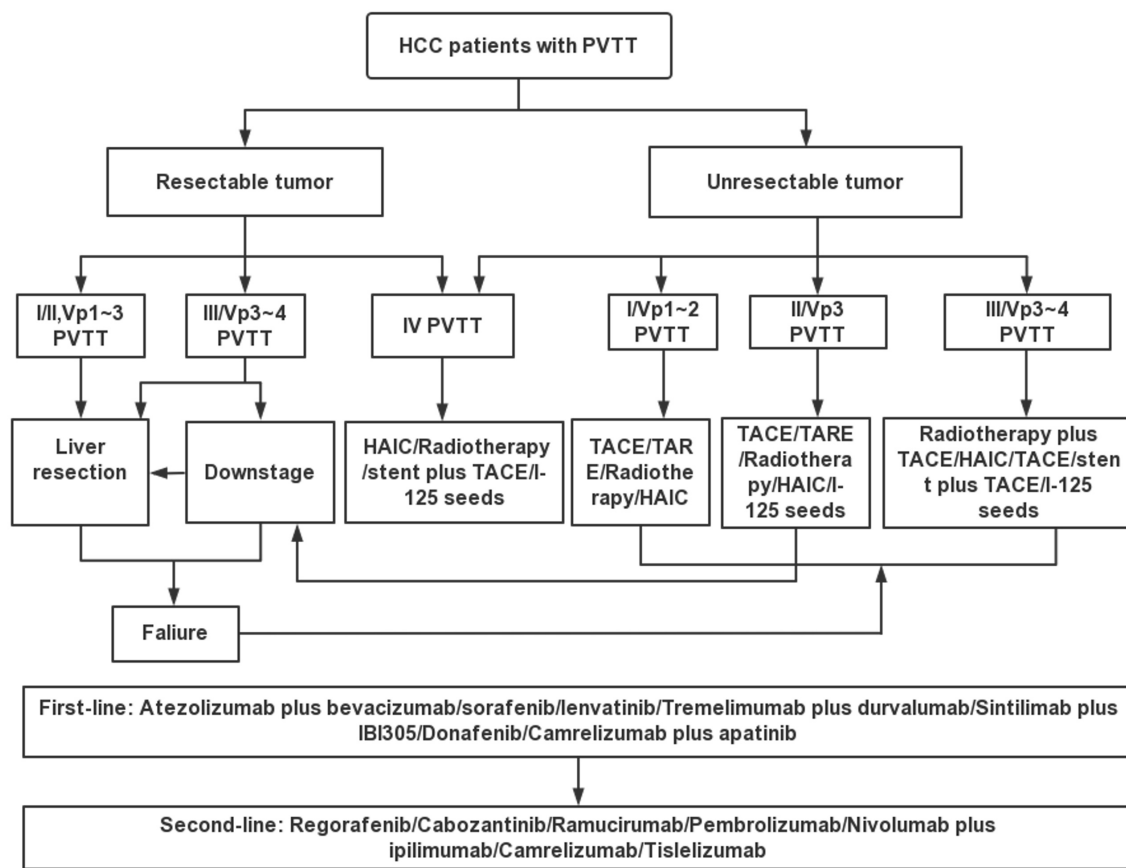 HCC patients with PVTT
Resectable tumor
Unresectable tumor
I/II,Vp1~3
PVTT
III/Vp3~4
PVTT
IV PVTT
I/Vp1~2
PVTT
II/Vp3
PVTT
III/Vp3~4
PVTT
Liver
resection
Downstage
HAIC/Radiotherapy
/stent plus TACE/I-
125 seeds
TACE/TAR
E/Radiothe
rapy/HAIC
TACE/TARE
/Radiothera
py/HAIC/I-
125 seeds
Radiotherapy plus
TACE/HAIC/TACE/sten
t plus TACE/I-125
seeds
Faliure
First-line: Atezolizumab plus bevacizumab/sorafenib/lenvatinib/Tremelimumab plus durvalumab/Sintilimab plus
IBI305/Donafenib/Camrelizumab plus apatinib
Second-line: Regorafenib/Cabozantinib/Ramucirumab/Pembrolizumab/Nivolumab plus
ipilimumab/Camrelizumab/Tislelizumab